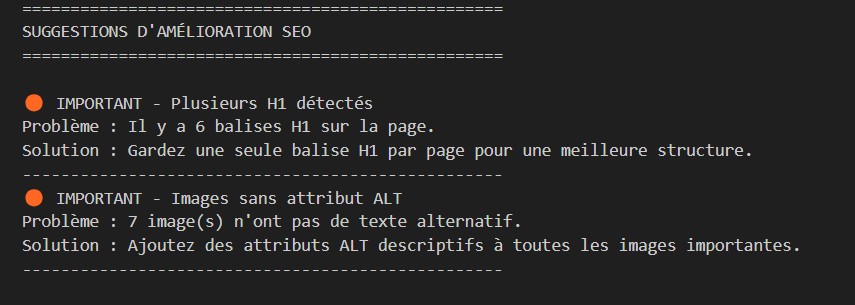 ==================================================
SUGGESTIONS D'AMÉLIORATION SEO
==================================================
🟠 IMPORTANT - Plusieurs H1 détectés
Problème : Il y a 6 balises H1 sur la page.
Solution : Gardez une seule balise H1 par page pour une meilleure structure.
--------------------------------------------------
🟠 IMPORTANT - Images sans attribut ALT
Problème : 7 image(s) n'ont pas de texte alternatif.
Solution : Ajoutez des attributs ALT descriptifs à toutes les images importantes.
--------------------------------------------------